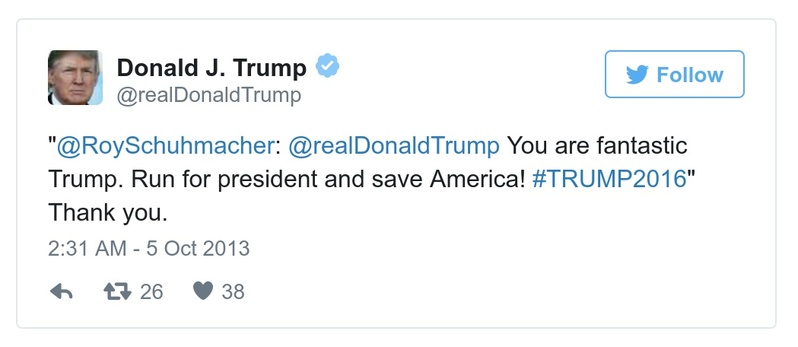 Donald J. Trump
@realDonaldTrump
Follow
"@RoySchuhmacher: @realDonaldTrump You are fantastic
Trump. Run for president and save America! #TRUMP2016"
Thank you.
2:31 AM - 5 Oct 2013
26 38